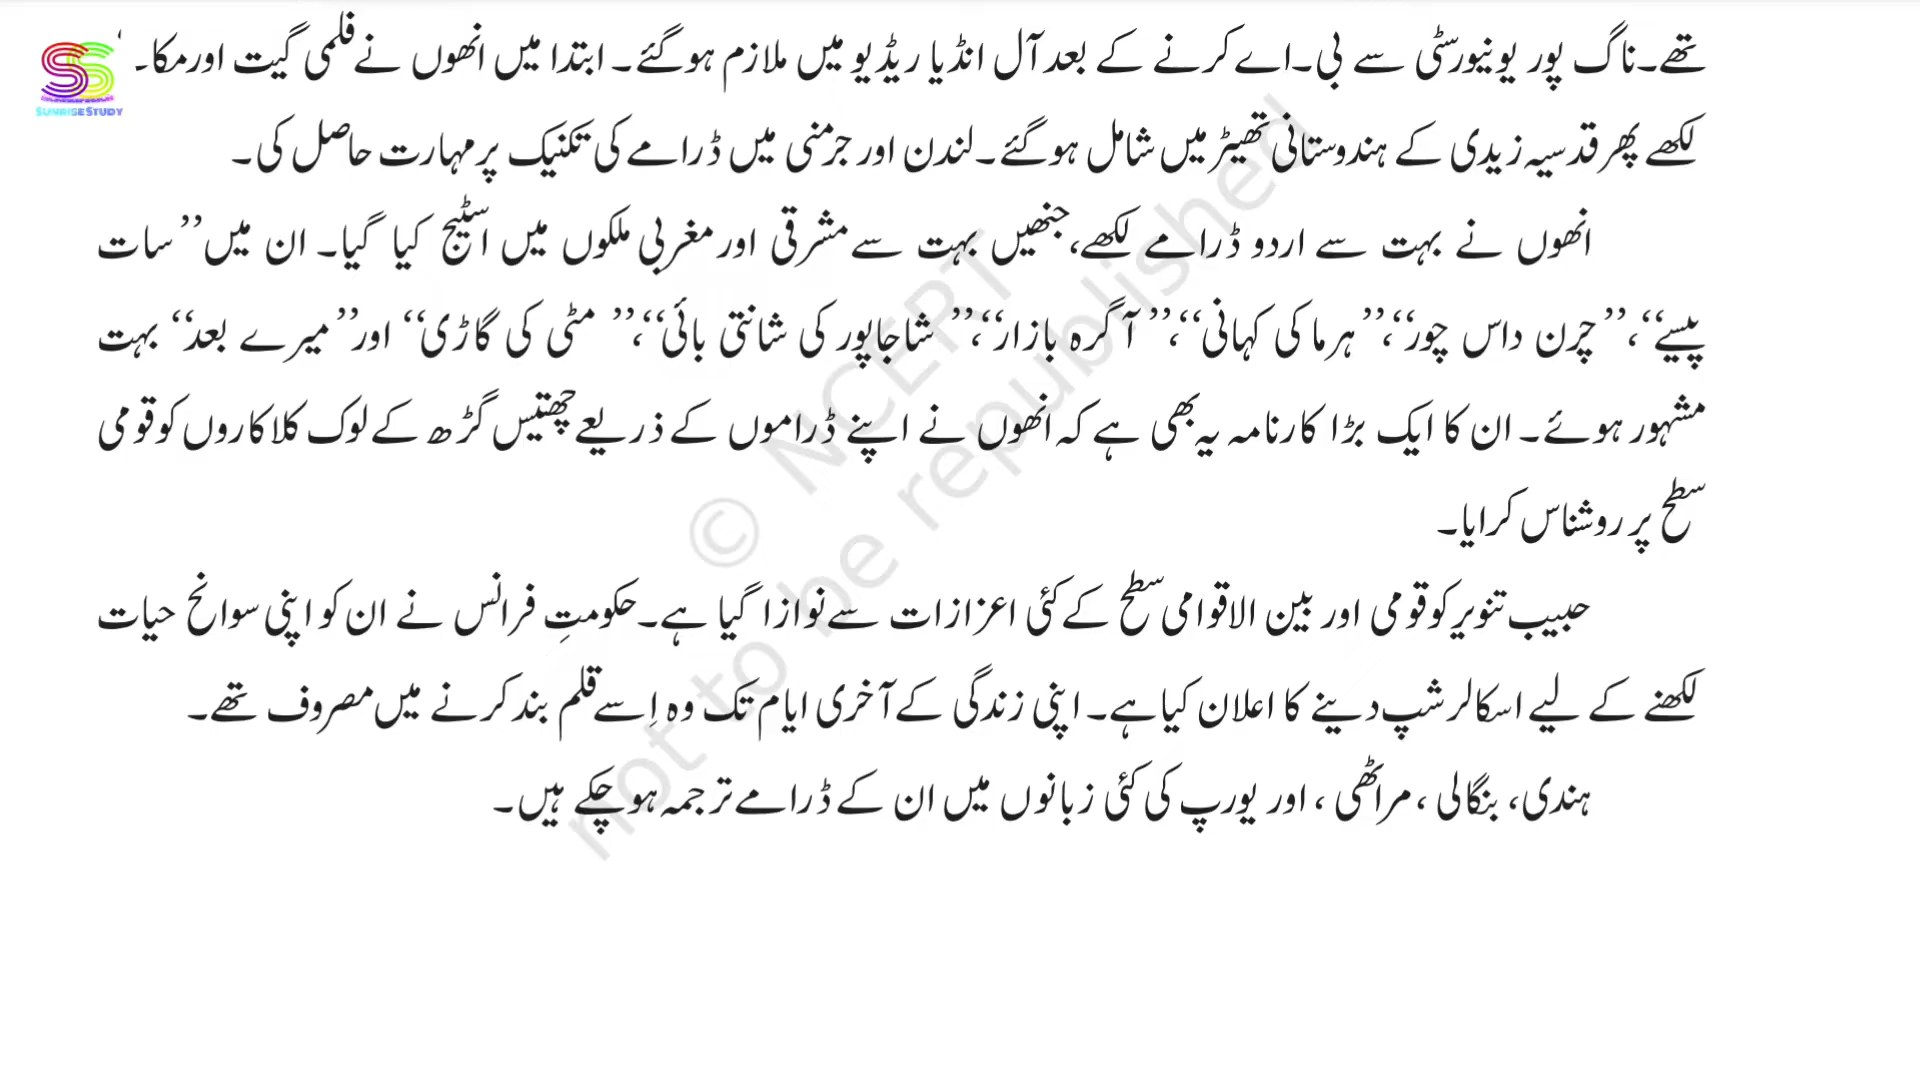 تھے۔ناگ پور یونیورسٹی سے بی۔اے کرنے کے بعد آل انڈیا ریڈیو میں ملازم ہوگئے۔ ابتدا میں انھوں نے فلمی گیت اور
لکھے پھر قدسیہ زیدی کے ہندوستانی تھیٹر میں شامل ہوگئے۔لندن اور جرمنی میں ڈرامے کی تکنیک پر مہارت حاصل کی۔
انھوں نے بہت سے اردو ڈرامے لکھے،جنھیں بہت سے مشرقی اور مغربی ملکوں میں اسٹیج کیا گیا۔ ان میں ’’سات
پیسے‘‘،’’ چرن داس چور‘‘،’’ہرما کی کہانی‘‘،’’ آگرہ بازار‘‘،’’ شاجاپور کی شانتی بائی‘‘،’’ مٹی کی گاڑی‘‘ اور’’میرے بعد‘‘ بہت
مشہور ہوئے۔ ان کا ایک بڑا کارنامہ یہ بھی ہے کہ انھوں نے اپنے ڈراموں کے ذریعے چھتیس گڑھ کے لوک کلاکاروں کو قومی
سطح پر روشناس کرایا۔
حبیب تنویر کو قومی اور بین الاقوامی سطح کے کئی اعزازات سے نوازا گیا ہے۔حکومتِ فرانس نے ان کو اپنی سوانح حیات
لکھنے کے لیے اسکالرشپ دینے کا اعلان کیا ہے۔ اپنی زندگی کے آخری ایام تک وہ اِسے قلم بند کرنے میں مصروف تھے۔
ہندی، بنگالی ، مراٹھی ، اور یورپ کی کئی زبانوں میں ان کے ڈرامے ترجمہ ہو چکے ہیں۔
SUNRISE STUDY
© NCERT
not to be republished